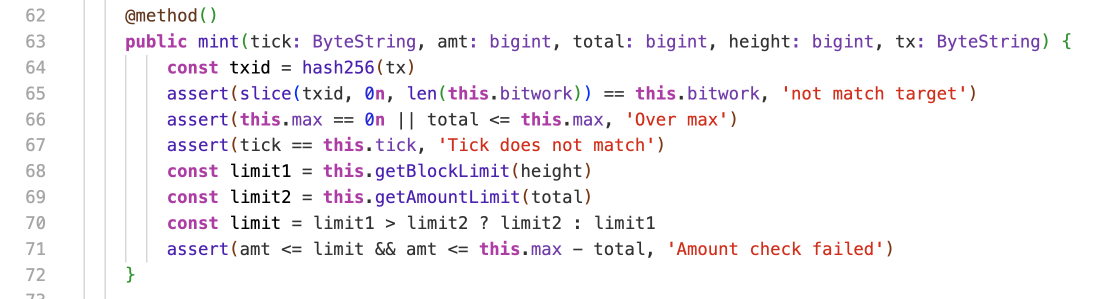 62 @method()
63 public mint(tick: ByteString, amt: bigint, total: bigint, height: bigint, tx: ByteString) {
64 const txid = hash256(tx)
65 assert(slice(txid, 0n, len(this.bitwork)) == this.bitwork, 'not match target')
66 assert(this.max == 0n || total <= this.max, 'Over max')
67 assert(tick == this.tick, 'Tick does not match')
68 const limit1 = this.getBlockLimit(height)
69 const limit2 = this.getAmountLimit(total)
70 const limit = limit1 > limit2 ? limit2 : limit1
71 assert(amt <= limit && amt <= this.max - total, 'Amount check failed')
72 }
73